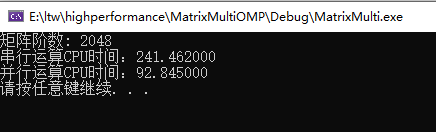 E:\ltw\highperformance\MatrixMultiOMP\Debug\MatrixMulti.exe
矩阵阶数: 2048
串行运算CPU时间: 241.462000
并行运算CPU时间: 92.845000
请按任意键继续. . .